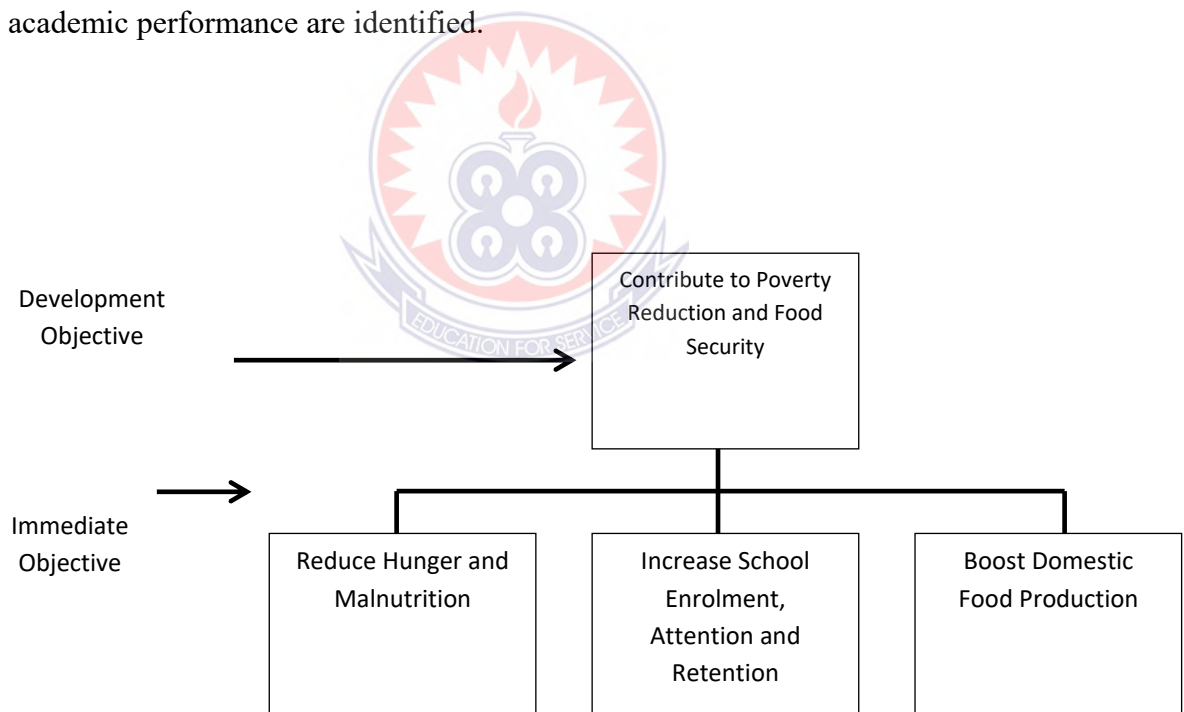 academic performance are identified.
EDUCATION FOR SERVICE
Development
Objective
Contribute to Poverty
Reduction and Food
Security
Immediate
Objective
Reduce Hunger and
Malnutrition
Increase School
Enrolment,
Attention and
Retention
Boost Domestic
Food Production